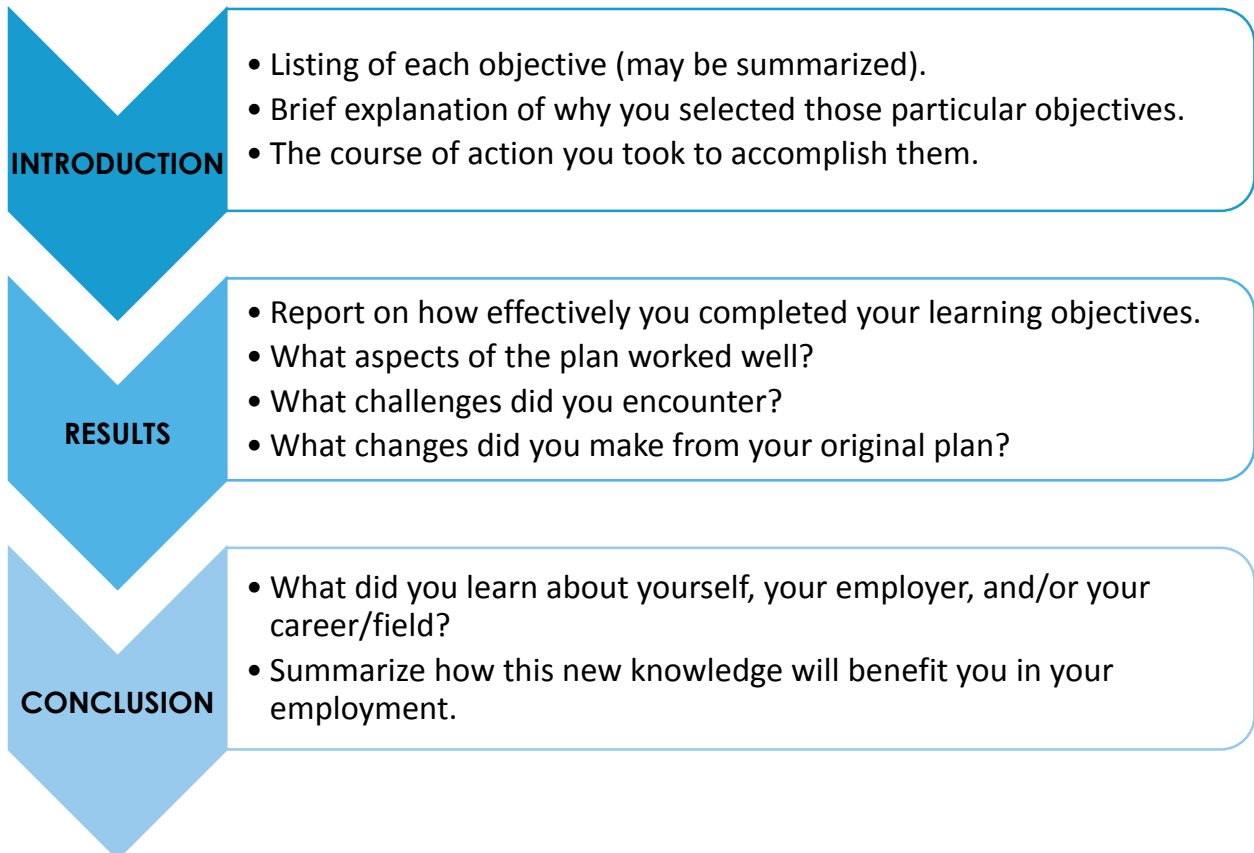 INTRODUCTION
• Listing of each objective (may be summarized).
• Brief explanation of why you selected those particular objectives.
• The course of action you took to accomplish them.
RESULTS
• Report on how effectively you completed your learning objectives.
• What aspects of the plan worked well?
• What challenges did you encounter?
• What changes did you make from your original plan?
CONCLUSION
• What did you learn about yourself, your employer, and/or your
career/field?
• Summarize how this new knowledge will benefit you in your
employment.